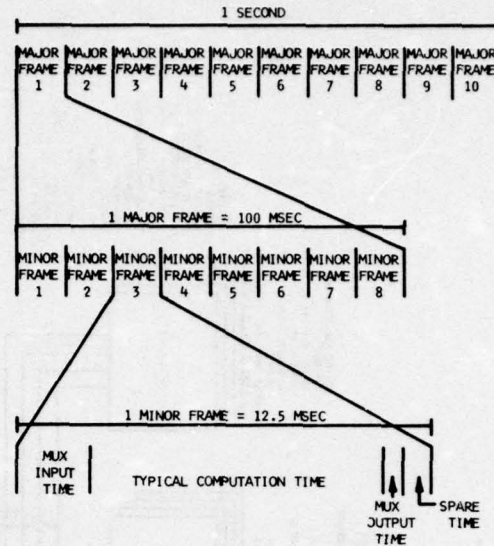 1 SECOND
MAJOR FRAME 1
MAJOR FRAME 2
MAJOR FRAME 3
MAJOR FRAME 4
MAJOR FRAME 5
MAJOR FRAME 6
MAJOR FRAME 7
MAJOR FRAME 8
MAJOR FRAME 9
MAJOR FRAME 10
1 MAJOR FRAME = 100 MSEC
MINOR FRAME 1
MINOR FRAME 2
MINOR FRAME 3
MINOR FRAME 4
MINOR FRAME 5
MINOR FRAME 6
MINOR FRAME 7
MINOR FRAME 8
1 MINOR FRAME = 12.5 MSEC
MUX
INPUT
TIME
TYPICAL COMPUTATION TIME
MUX
OUTPUT
TIME
SPARE
TIME